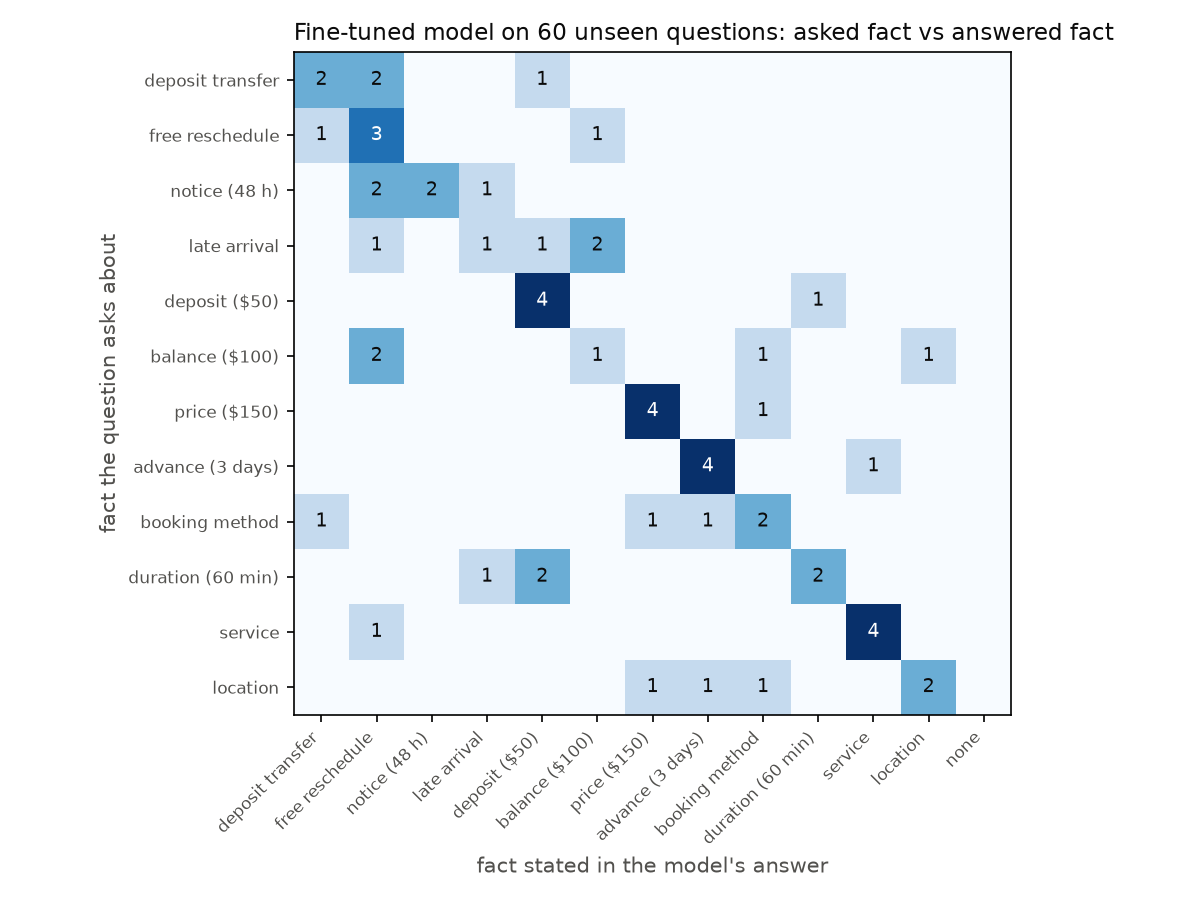 Fine-tuned model on 60 unseen questions: asked fact vs answered fact
fact the question asks about
deposit transfer 2 2 1
free reschedule 1 3 1
notice (48 h) 2 2 1
late arrival 1 1 1 2
deposit ($50) 4 1
balance ($100) 2 1 1 1
price ($150) 4 1
advance (3 days) 4 1
booking method 1 1 1 2
duration (60 min) 1 2 2
service 1 4
location 1 1 1 2
deposit transfer
free reschedule
notice (48 h)
late arrival
deposit ($50)
balance ($100)
price ($150)
advance (3 days)
booking method
duration (60 min)
service
location
none
fact stated in the model's answer